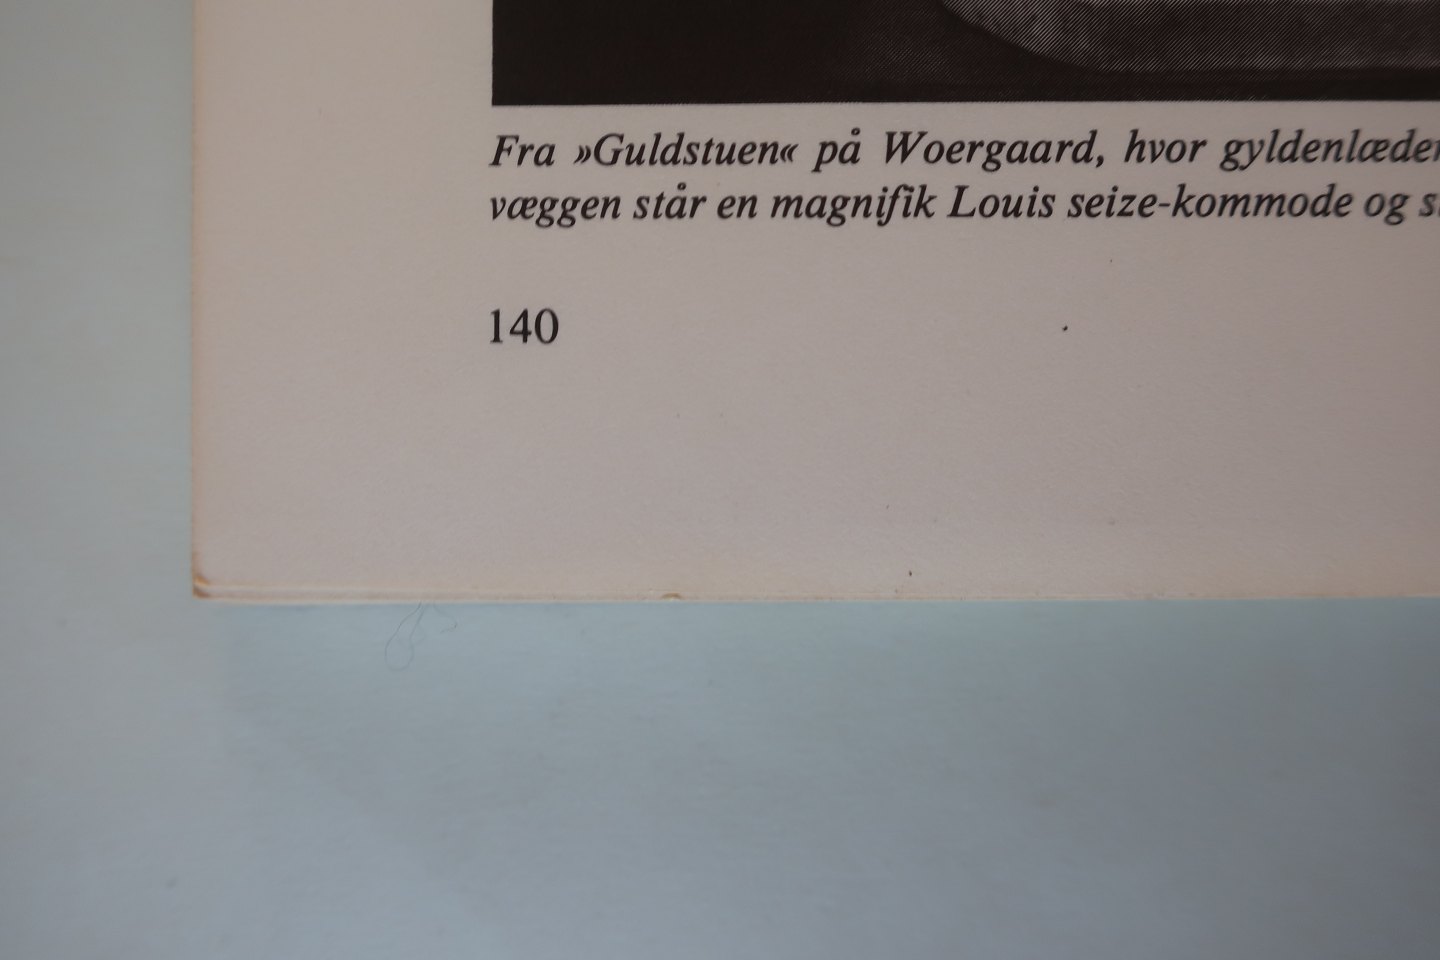 Fra »Guldstuen« på Woergaard, hvor gyldenlæder
væggen står en magnifik Louis seize-kommode og
140